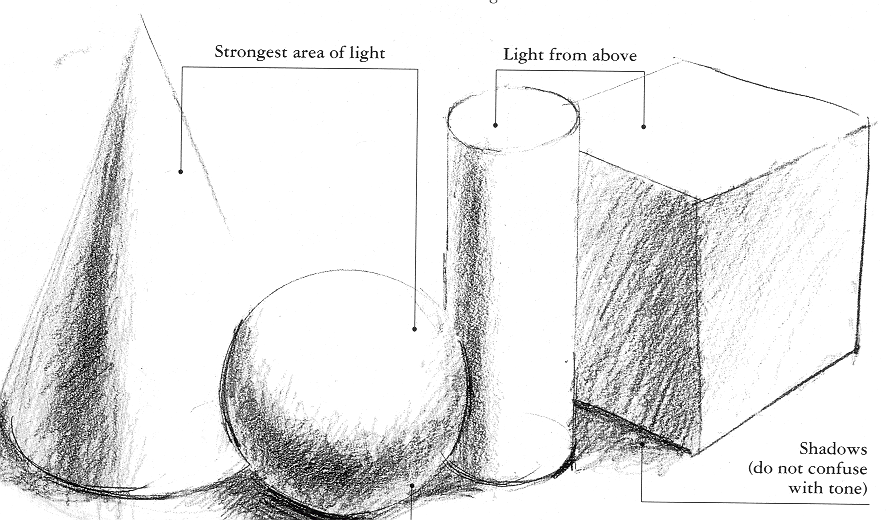 Strongest area of light
Light from above
Shadows
(do not confuse
with tone)